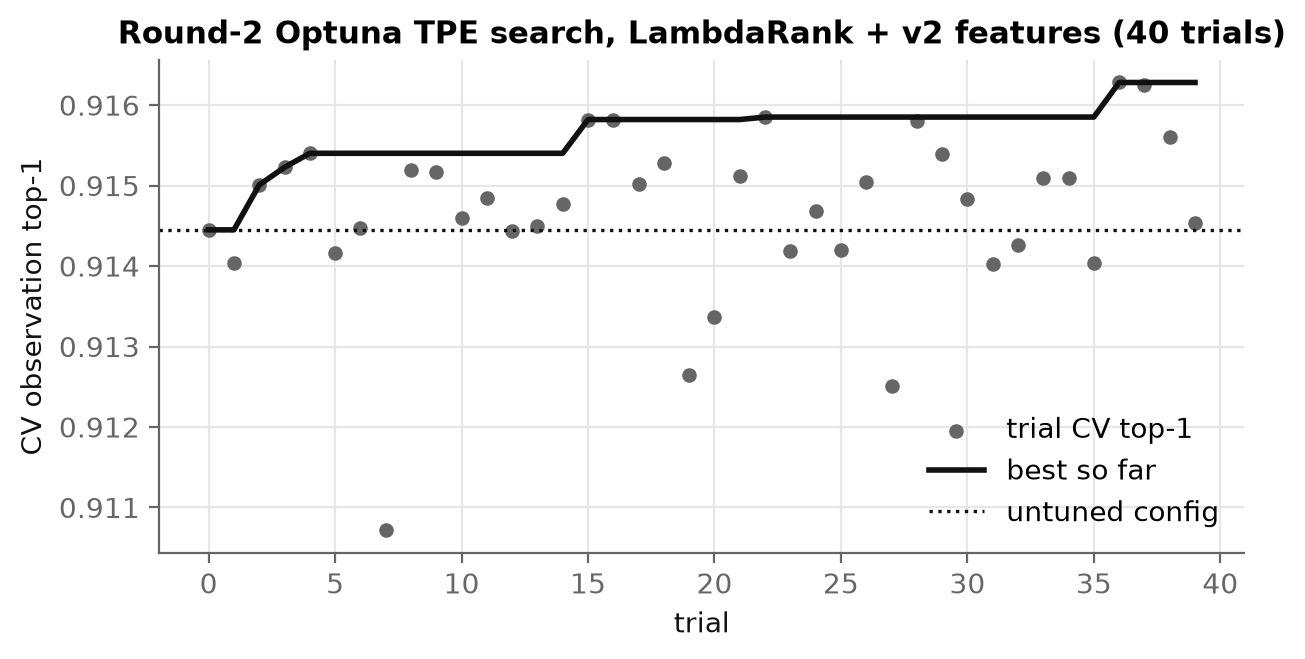 Round-2 Optuna TPE search, LambdaRank + v2 features (40 trials)
CV observation top-1
0.916
0.915
0.914
0.913
0.912
0.911
trial CV top-1
best so far
untuned config
0 5 10 15 20 25 30 35 40
trial